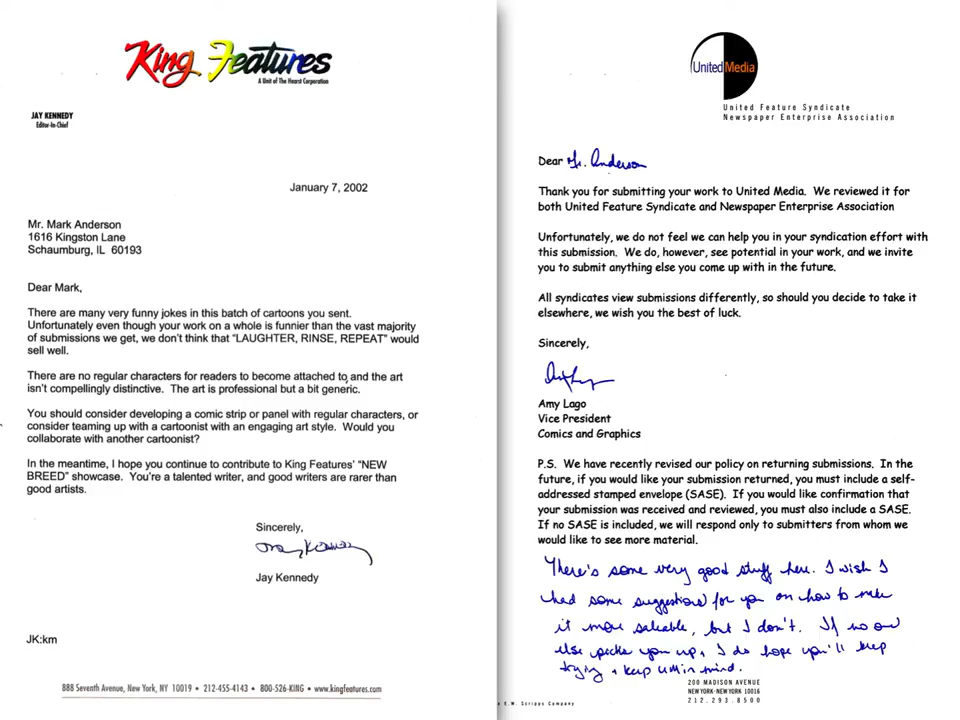 King Features
A Unit of The Hearst Corporation
JAY KENNEDY
Editor-In-Chief
January 7, 2002
Mr. Mark Anderson
1616 Kingston Lane
Schaumburg, IL 60193
Dear Mark,
There are many very funny jokes in this batch of cartoons you sent.
Unfortunately even though your work on a whole is funnier than the vast majority
of submissions we get, we don't think that "LAUGHTER, RINSE, REPEAT" would
sell well.
There are no regular characters for readers to become attached to, and the art
isn't compellingly distinctive. The art is professional but a bit generic.
You should consider developing a comic strip or panel with regular characters, or
consider teaming up with a cartoonist with an engaging art style. Would you
collaborate with another cartoonist?
In the meantime, I hope you continue to contribute to King Features' "NEW
BREED" showcase. You're a talented writer, and good writers are rarer than
good artists.
Sincerely,
Jay Kennedy
Jay Kennedy
JK:km
888 Seventh Avenue, New York, NY 10019 • 212-455-4143 • 800-526-KING • www.kingfeatures.com
United Media
United Feature Syndicate
Newspaper Enterprise Association
Dear Mr. Anderson
Thank you for submitting your work to United Media. We reviewed it for
both United Feature Syndicate and Newspaper Enterprise Association
Unfortunately, we do not feel we can help you in your syndication effort with
this submission. We do, however, see potential in your work, and we invite
you to submit anything else you come up with in the future.
All syndicates view submissions differently, so should you decide to take it
elsewhere, we wish you the best of luck.
Sincerely,
Amy Lago
Vice President
Comics and Graphics
P.S. We have recently revised our policy on returning submissions. In the
future, if you would like your submission returned, you must include a self-
addressed stamped envelope (SASE). If you would like confirmation that
your submission was received and reviewed, you must also include a SASE.
If no SASE is included, we will respond only to submitters from whom we
would like to see more material.
There's some very good stuff here. I wish I
had some suggestions for you on how to make
it more saleable, but I don't. If no one
else picks you up, I do hope you'll keep
trying & keep UM in mind.
200 MADISON AVENUE
NEW YORK, NEW YORK 10016
212.293.8500
E.W. Scripps Company